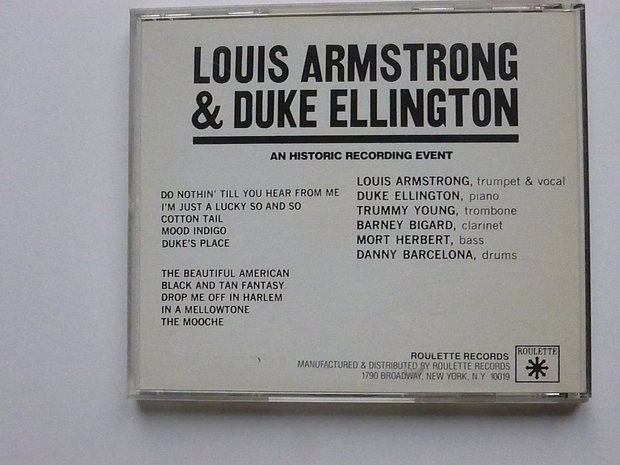 LOUIS ARMSTRONG
& DUKE ELLINGTON
AN HISTORIC RECORDING EVENT
DO NOTHIN' TILL YOU HEAR FROM ME
I'M JUST A LUCKY SO AND SO
COTTON TAIL
MOOD INDIGO
DUKE'S PLACE
THE BEAUTIFUL AMERICAN
BLACK AND TAN FANTASY
DROP ME OFF IN HARLEM
IN A MELLOWTONE
THE MOOCHE
LOUIS ARMSTRONG, trumpet & vocal
DUKE ELLINGTON, piano
TRUMMY YOUNG, trombone
BARNEY BIGARD, clarinet
MORT HERBERT, bass
DANNY BARCELONA, drums
ROULETTE RECORDS
MANUFACTURED & DISTRIBUTED BY ROULETTE RECORDS
1790 BROADWAY, NEW YORK, N.Y. 10019
ROULETTE